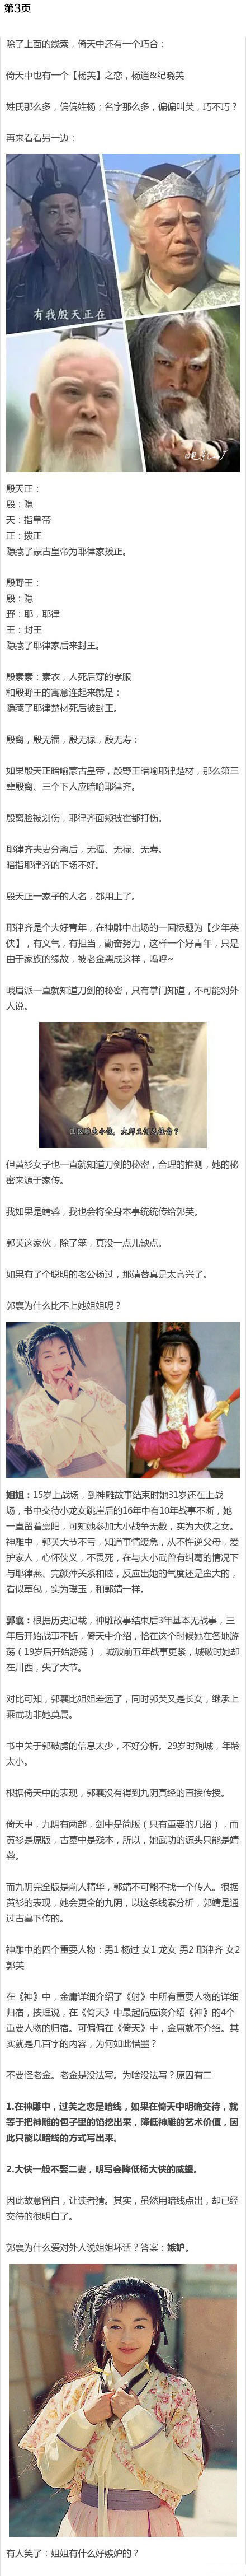 第3页
除了上面的线索，倚天中还有一个巧合：
倚天中也有一个【杨芙】之恋，杨逍&纪晓芙
姓氏那么多，偏偏姓杨；名字那么多，偏偏叫芙，巧不巧？
再来看看另一边：
有我殷天正在
殷天正：
殷：隐
天：指皇帝
正：拨正
隐藏了蒙古皇帝为耶律家拨正。
殷野王：
殷：隐
野：耶，耶律
王：封王
隐藏了耶律家后来封王。
殷素素：素衣，人死后穿的孝服
和殷野王的寓意连起来就是：
隐藏了耶律楚材死后被封王。
殷离，殷无福，殷无禄，殷无寿：
如果殷天正暗喻蒙古皇帝，殷野王暗喻耶律楚材，那么第三
辈殷离、三个下人应暗喻耶律齐。
殷离脸被划伤，耶律齐面颊被霍都打伤。
耶律齐夫妻分离后，无福、无禄、无寿。
暗指耶律齐的下场不好。
殷天正一家子的人名，都用上了。
耶律齐是个大好青年，在神雕中出场的一回标题为【少年英
侠】，有义气，有担当，勤奋努力，这样一个好青年，只是
由于家族的缘故，被老金黑成这样，呜呼~
峨眉派一直就知道刀剑的秘密，只有掌门知道，不可能对外
人说。
但黄衫女子也一直就知道刀剑的秘密，合理的推测，她的秘
密来源于家传。
我如果是靖蓉，我也会将全身本事统统传给郭芙。
郭芙这家伙，除了笨，真没一点儿缺点。
如果有了个聪明的老公杨过，那靖蓉真是太高兴了。
郭襄为什么比不上她姐姐呢？
姐姐：15岁上战场，到神雕故事结束时她31岁还在上战
场，书中交待小龙女跳崖后的16年中有10年战事不断，她
一直留着襄阳，可知她参加大小战争无数，实为大侠之女。
神雕中，郭芙大节不亏，知道事情缓急，从不件逆父母，爱
护家人，心怀侠义，不畏死，在与大小武曾有纠葛的情况下
与耶律燕、完颜萍关系和睦，反应出她的气度还是蛮大的，
看似草包，实为璞玉，和郭靖一样。
郭襄：根据历史记载，神雕故事结束后3年基本无战事，三
年后开始战事不断，倚天中介绍，恰在这个时候她在各地游
荡（19岁后开始游荡），城破前五年战事更紧，城破时她却
在川西，失了大节。
对比可知，郭襄比姐姐差远了，同时郭芙又是长女，继承上
乘武功非她莫属。
书中关于郭破虏的信息太少，不好分析。29岁时殉城，年龄
太小。
根据倚天中的表现，郭襄没有得到九阴真经的直接传授。
倚天中，九阴有两部，剑中是简版（只有重要的几招），而
黄衫是原版，古墓中是残本，所以，她武功的源头只能是靖
蓉。
而九阴完全版是前人精华，郭靖不可能不找一个传人。很据
黄衫的表现，她会更全的九阴，以这条线索分析，郭靖是通
过古墓下传的。
神雕中的四个重要人物：男1 杨过 女1 龙女 男2 耶律齐 女2
郭芙
在《神》中，金庸详细介绍了《射》中所有重要人物的详细
归宿，按理说，在《倚天》中最起码应该介绍《神》的4个
重要人物的归宿。可偏偏在《倚天》中，金庸就不介绍。其
实就是几百字的内容，为何如此惜墨？
不要怪老金。老金是没法写。为啥没法写？原因有二
1.在神雕中，过芙之恋是暗线，如果在倚天中明确交待，就
等于把神雕的包子里的馅挖出来，降低神雕的艺术价值，因
此只能以暗线的方式写出来。
2.大侠一般不娶二妻，明写会降低杨大侠的威望。
因此故意留白，让读者猜。其实，虽然用暗线点出，却已经
交待的很明白了。
郭襄为什么爱对外人说姐姐坏话？答案：嫉妒。
有人笑了：姐姐有什么好嫉妒的？